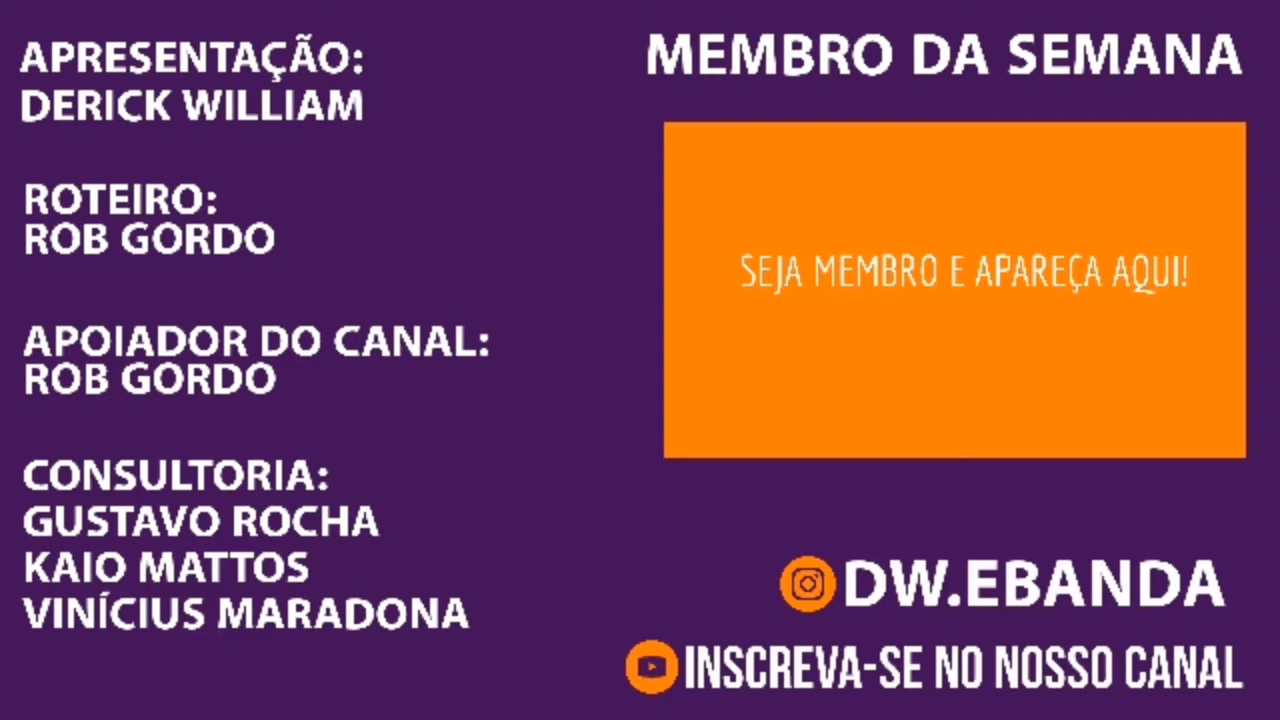 APRESENTAÇÃO:
DERICK WILLIAM
ROTEIRO:
ROB GORDO
APOIADOR DO CANAL:
ROB GORDO
CONSULTORIA:
GUSTAVO ROCHA
KAIO MATTOS
VINÍCIUS MARADONA
MEMBRO DA SEMANA
SEJA MEMBRO E APAREÇA AQUI!
DW.EBANDA
INSCREVA-SE NO NOSSO CANAL